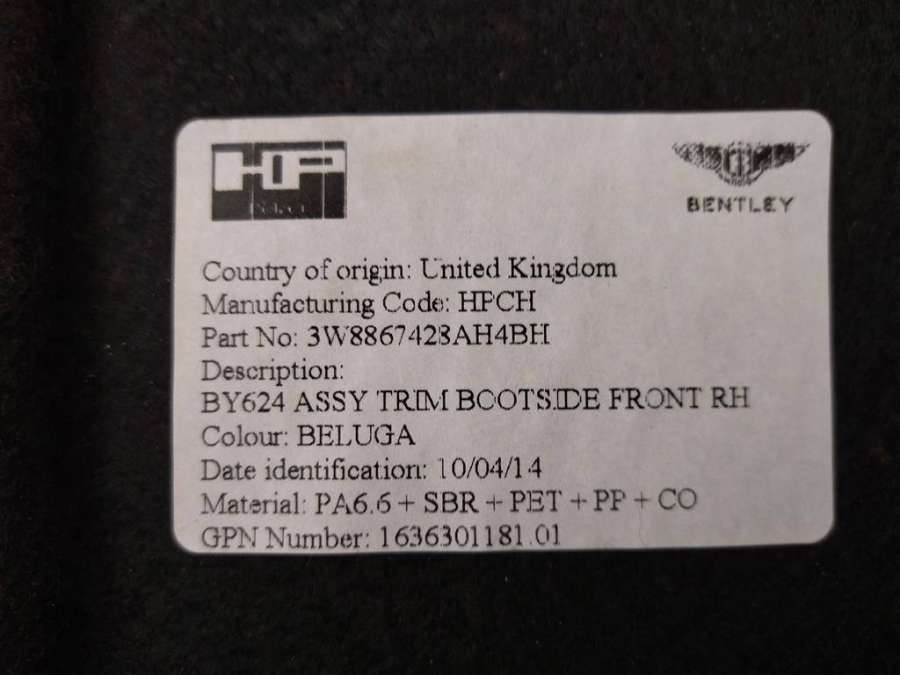 HP
BENTLEY
Country of origin: United Kingdom
Manufacturing Code: HPCH
Part No: 3W8867428AH4BH
Description:
BY624 ASSY TRIM BOOTSIDE FRONT RH
Colour: BELUGA
Date identification: 10/04/14
Material: PA6.6 + SBR + PET + PP + CO
GPN Number: 1636301181.01